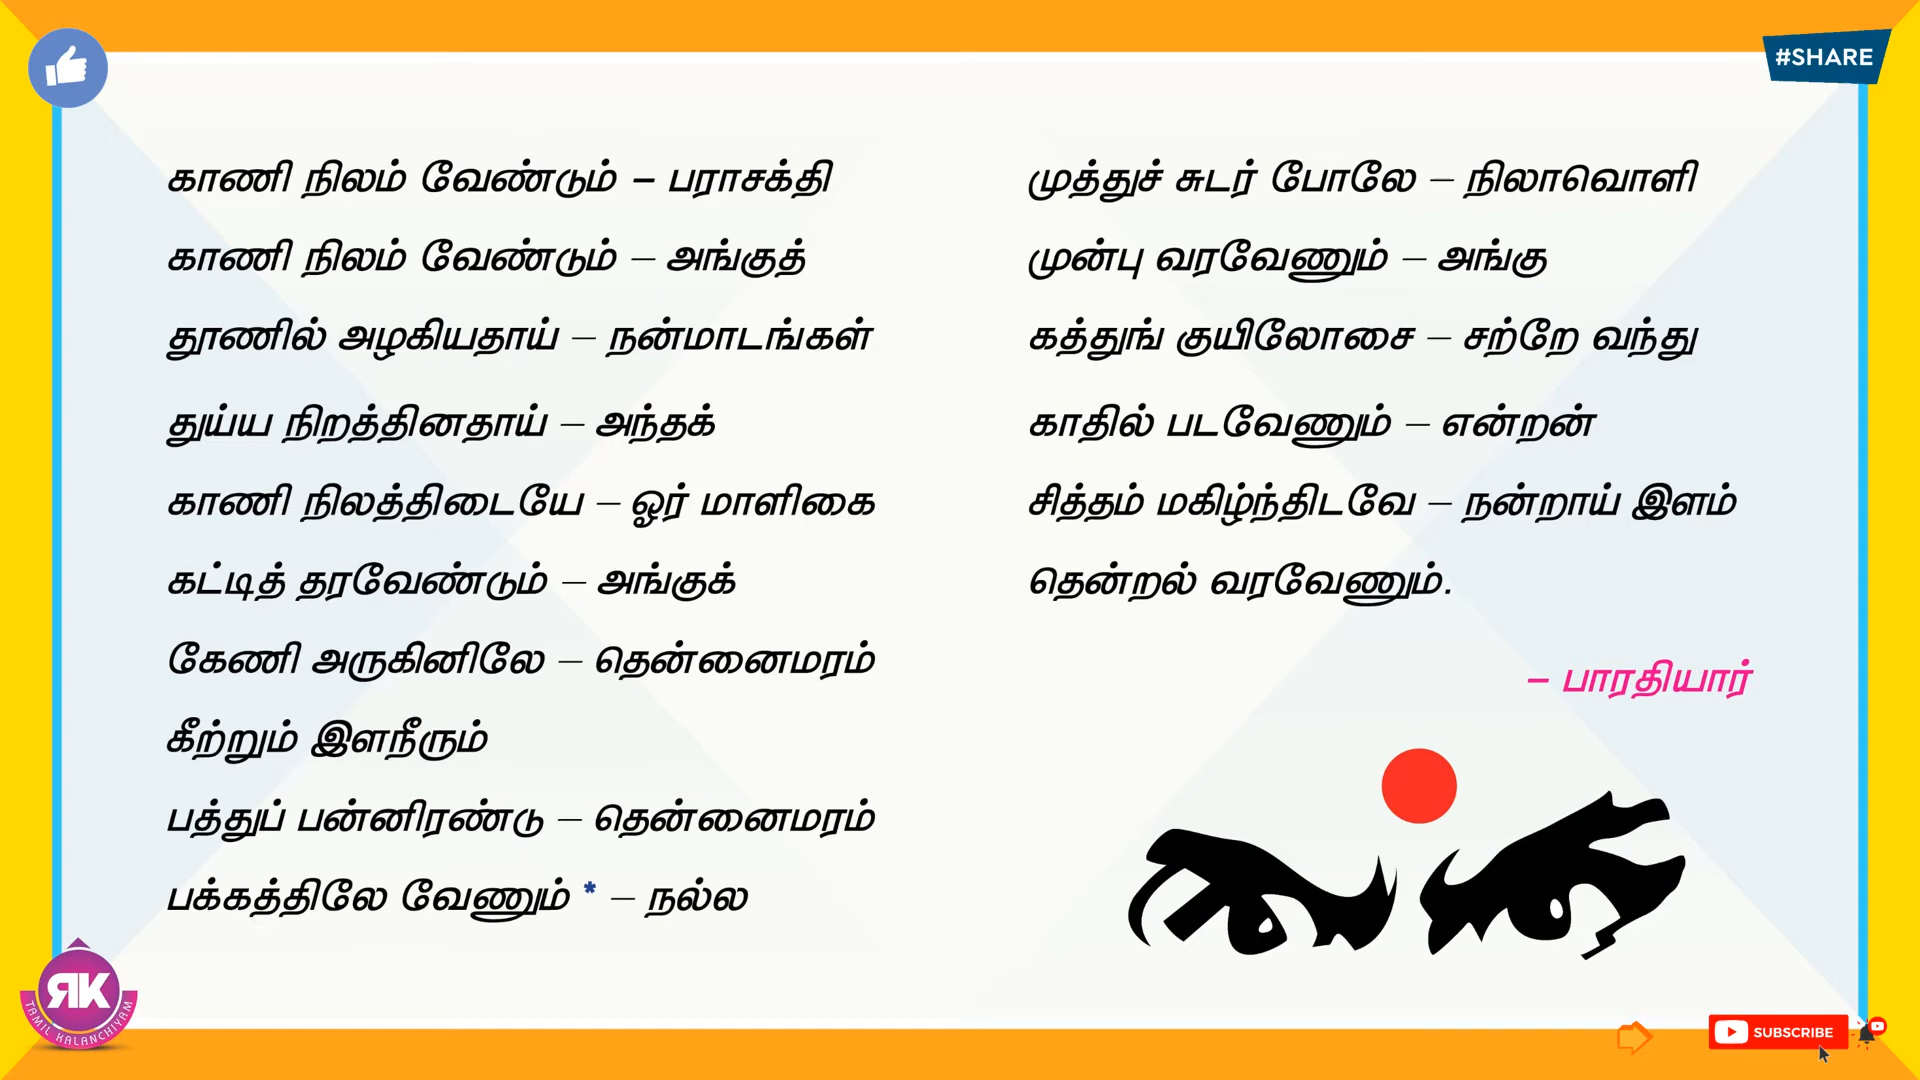 #SHARE
காணி நிலம் வேண்டும் – பராசக்தி
காணி நிலம் வேண்டும் – அங்குத்
தூணில் அழகியதாய் – நன்மாடங்கள்
துய்ய நிறத்தினதாய் – அந்தக்
காணி நிலத்திடையே – ஓர் மாளிகை
கட்டித் தரவேண்டும் – அங்குக்
கேணி அருகினிலே – தென்னைமரம்
கீற்றும் இளநீரும்
பத்துப் பன்னிரண்டு – தென்னைமரம்
பக்கத்திலே வேணும் * – நல்ல
முத்துச் சுடர் போலே – நிலாவொளி
முன்பு வரவேணும் – அங்கு
கத்துங் குயிலோசை – சற்றே வந்து
காதில் படவேணும் – என்றன்
சித்தம் மகிழ்ந்திடவே – நன்றாய் இளம்
தென்றல் வரவேணும்.
– பாரதியார்
RK
TAMIL KALANCHIYAM
SUBSCRIBE